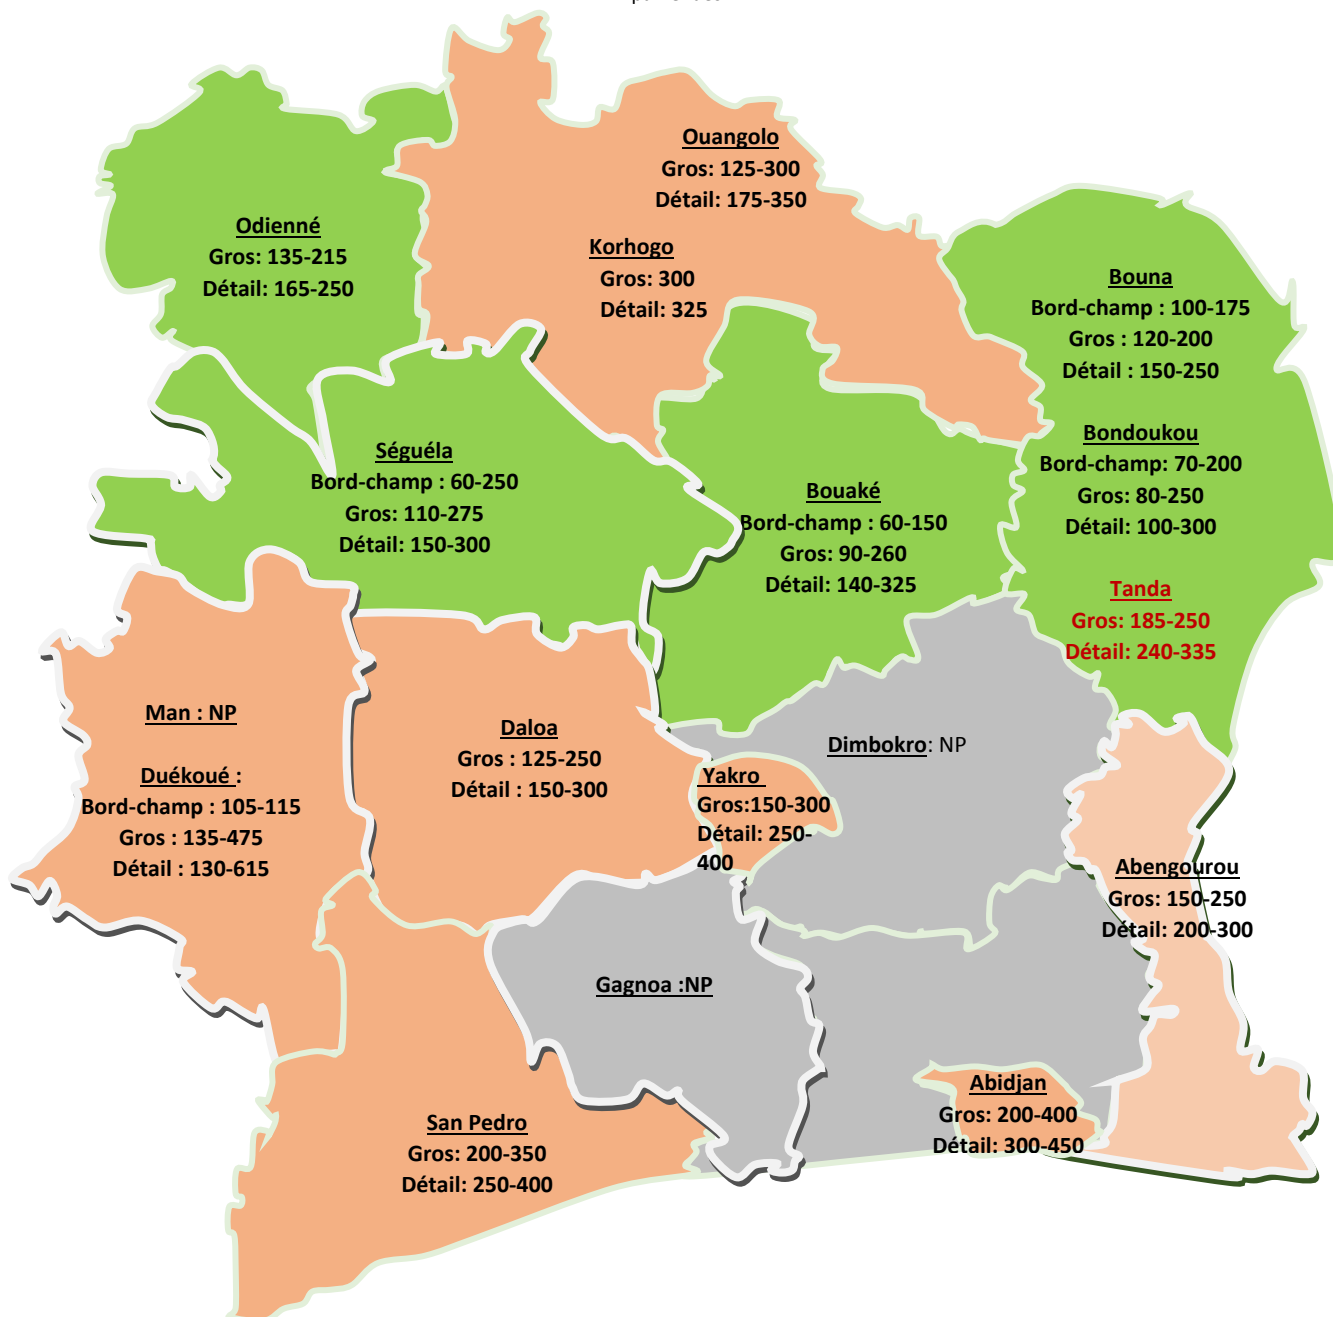 Ouangolo
Gros: 125-300
Détail: 175-350
Odienné
Gros: 135-215
Détail: 165-250
Korhogo
Gros: 300
Détail: 325
Bouna
Bord-champ : 100-175
Gros : 120-200
Détail : 150-250
Séguéla
Bord-champ : 60-250
Gros: 110-275
Détail: 150-300
Bouaké
Bord-champ : 60-150
Gros: 90-260
Détail: 140-325
Bondoukou
Bord-champ: 70-200
Gros: 80-250
Détail: 100-300
Tanda
Gros: 185-250
Détail: 240-335
Man : NP
Duékoué :
Bord-champ : 105-115
Gros : 135-475
Détail : 130-615
Daloa
Gros : 125-250
Détail : 150-300
Yakro
Gros:150-300
Détail: 250-
400
Dimbokro: NP
Abengourou
Gros: 150-250
Détail: 200-300
Gagnoa :NP
San Pedro
Gros: 200-350
Détail: 250-400
Abidjan
Gros: 200-400
Détail: 300-450